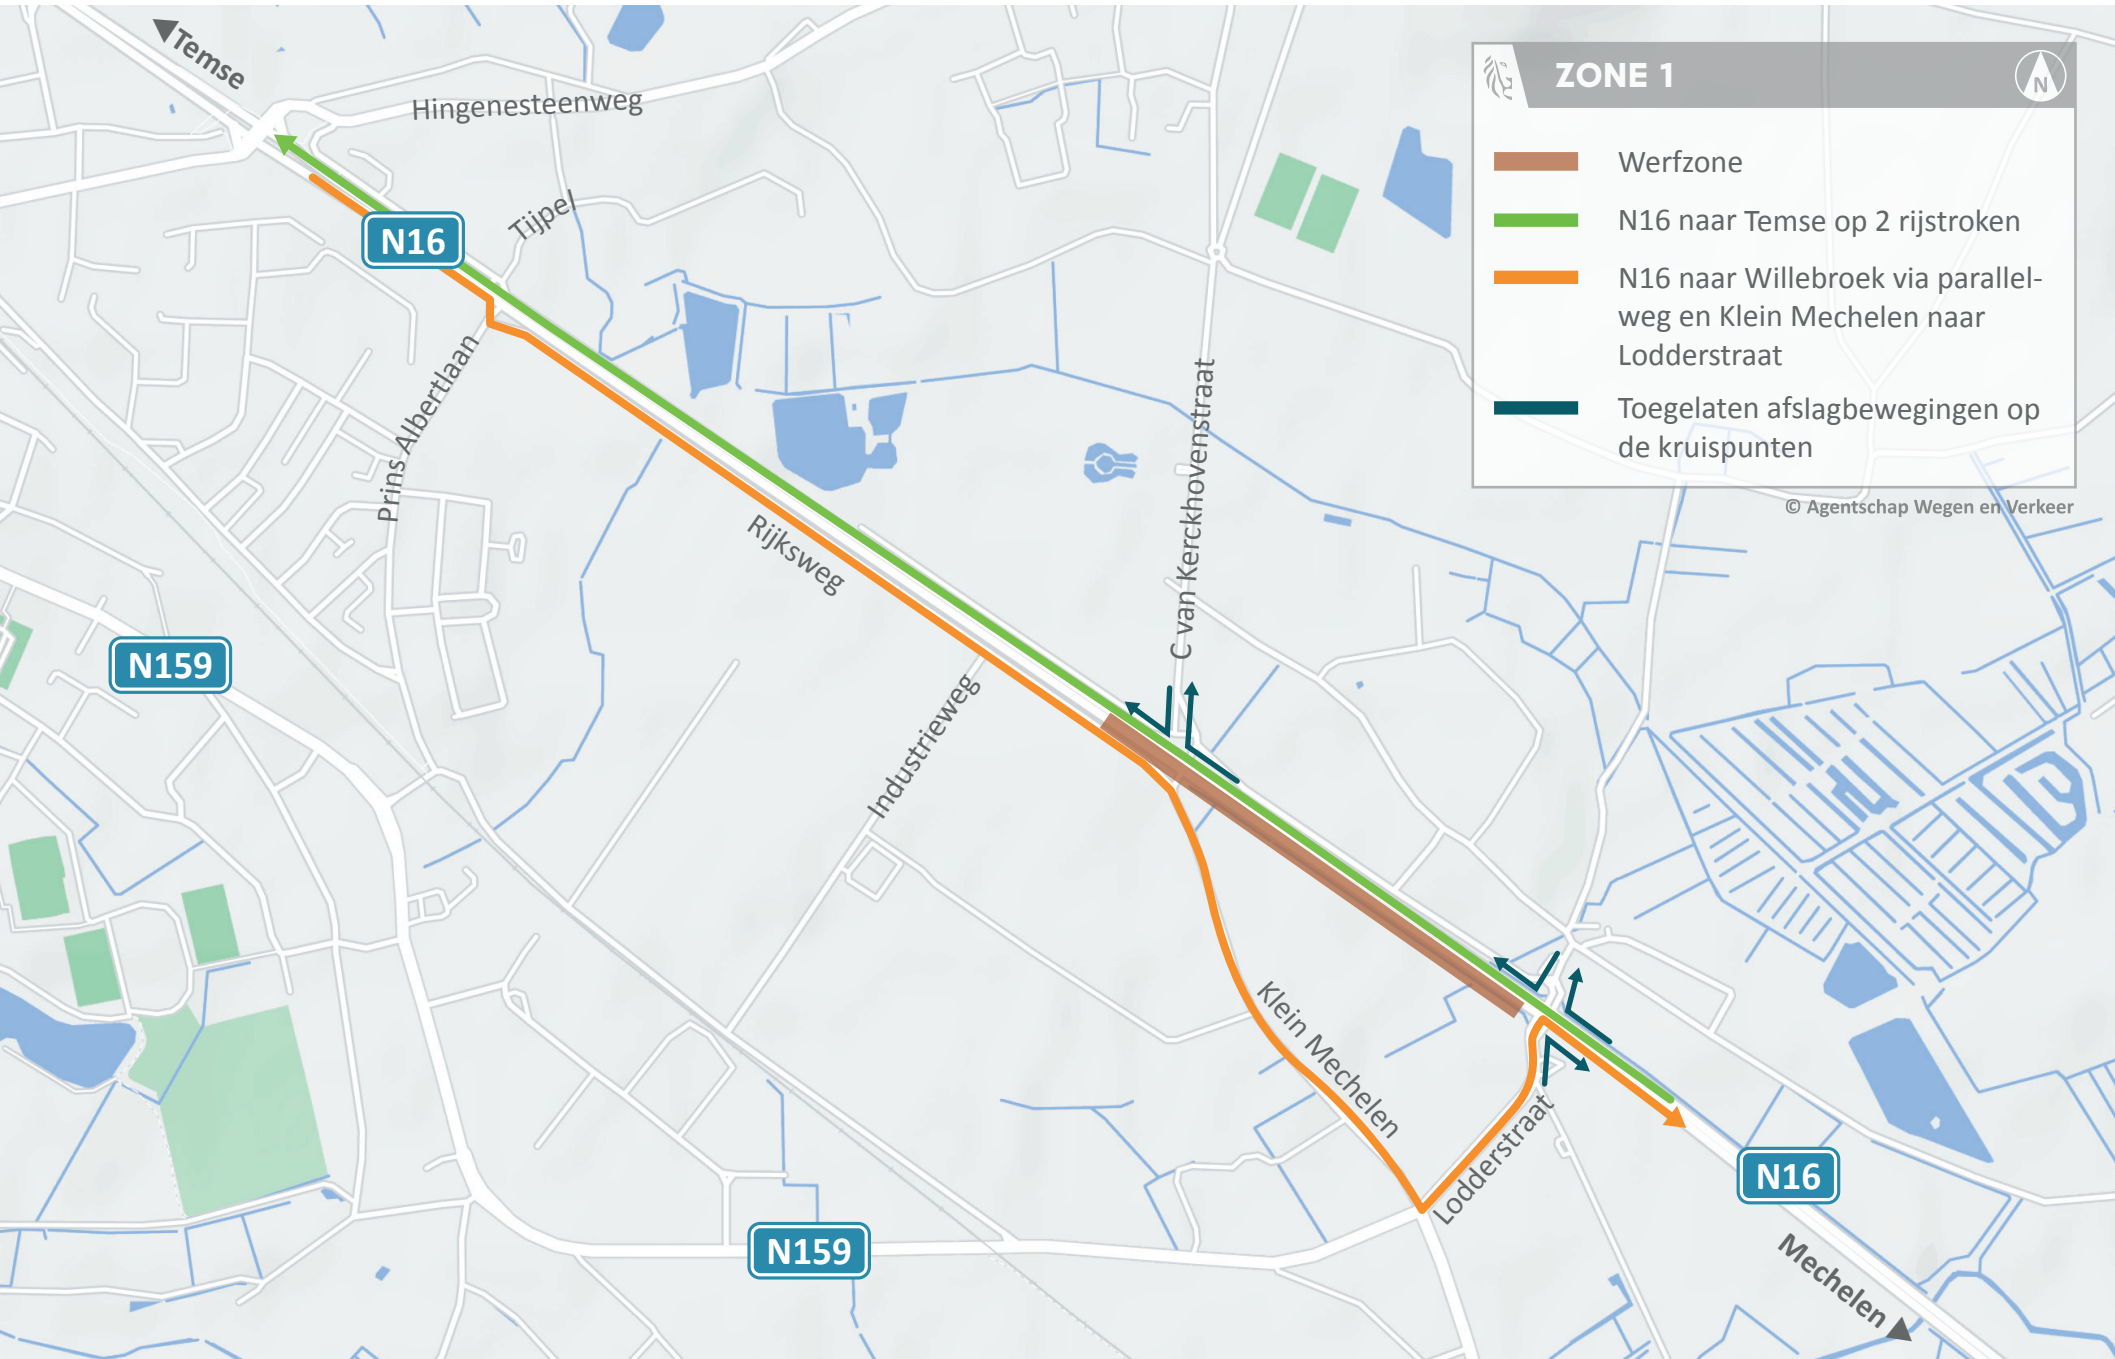 Temse
Hingenesteenweg
ZONE 1
N
Werfzone
N16 naar Temse op 2 rijstroken
N16 naar Willebroek via parallel-
weg en Klein Mechelen naar
Lodderstraat
Toegelaten afslagbewegingen op
de kruispunten
© Agentschap Wegen en Verkeer
N16
Tijpel
Prins Albertlaan
C van Kerckhovenstraat
Rijksweg
N159
Industrieweg
Klein Mechelen
Lodderstraat
N16
N159
Mechelen